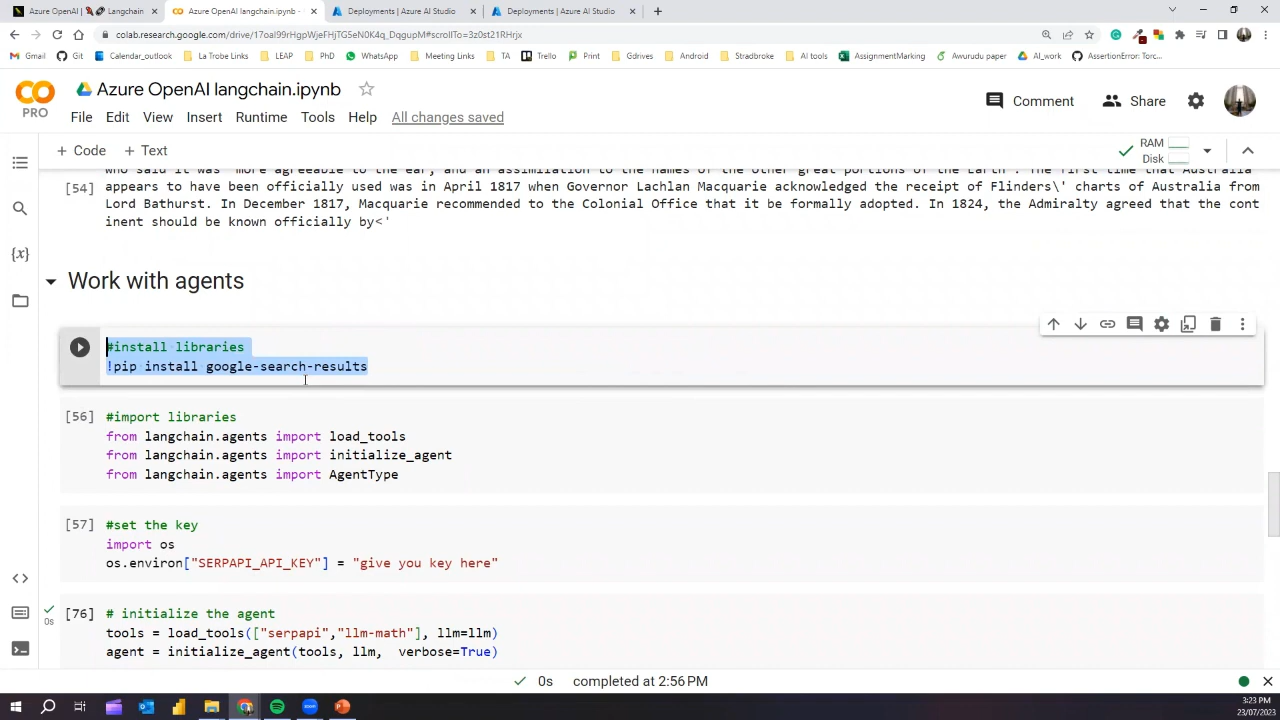 Azure OpenAI | 🦜🔗 Langchain
Azure OpenAI langchain.ipynb -
Deployments | Azure AI Studio
Deployments | Azure AI Studio
colab.research.google.com/drive/17oal99rHgpWjeFHjTGSeN0K4q_DqgupM#scrollTo=3z0st21RHrjx
Gmail
Git
Calendar_outlook
La Trobe Links
LEAP
PhD
WhatsApp
Meeting Links
TA
Trello
Print
Gdrives
Android
Stradbroke
AI tools
AssignmentMarking
Awurudu paper
AI_work
AssertionError: Torc...
Azure OpenAI langchain.ipynb
PRO
File Edit View Insert Runtime Tools Help All changes saved
Comment
Share
+ Code + Text
RAM
Disk
who said it was 'more agreeable to the ear, and an assimilation to the names of the other great portions of the Earth'. The first time that Australia
[54] appears to have been officially used was in April 1817 when Governor Lachlan Macquarie acknowledged the receipt of Flinders\' charts of Australia from
Lord Bathurst. In December 1817, Macquarie recommended to the Colonial Office that it be formally adopted. In 1824, the Admiralty agreed that the cont
inent should be known officially by<'
Work with agents
#install libraries
!pip install google-search-results
[56] #import libraries
from langchain.agents import load_tools
from langchain.agents import initialize_agent
from langchain.agents import AgentType
[57] #set the key
import os
os.environ["SERPAPI_API_KEY"] = "give you key here"
[76] # initialize the agent
0s
tools = load_tools(["serpapi","llm-math"], llm=llm)
agent = initialize_agent(tools, llm, verbose=True)
0s completed at 2:56 PM
3:23 PM
23/07/2023